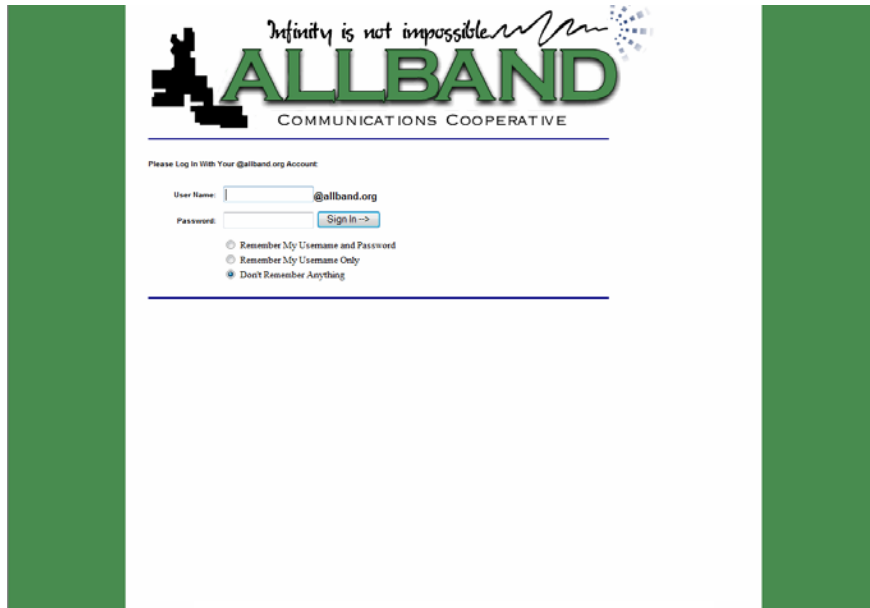 Infinity is not impossible
ALLBAND
COMMUNICATIONS COOPERATIVE
Please Log In With Your @allband.org Account:
User Name: @allband.org
Password: Sign In -->
Remember My Username and Password
Remember My Username Only
Don't Remember Anything